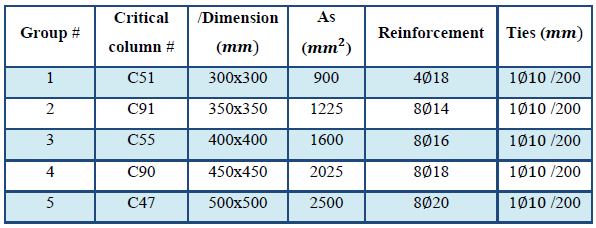 Group # Critical column # /Dimension (mm) As (mm²) Reinforcement Ties (mm)
1 C51 300x300 900 4Ø18 1Ø10 /200
2 C91 350x350 1225 8Ø14 1Ø10 /200
3 C55 400x400 1600 8Ø16 1Ø10 /200
4 C90 450x450 2025 8Ø18 1Ø10 /200
5 C47 500x500 2500 8Ø20 1Ø10 /200